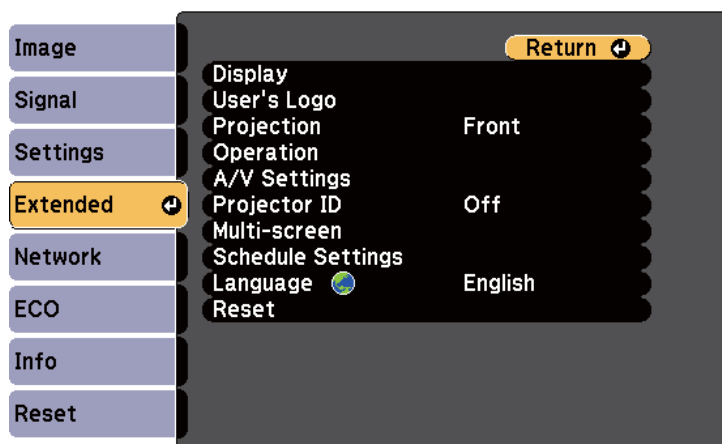 Image
Signal
Settings
Extended
Network
ECO
Info
Reset
Return
Display
User's Logo
Projection Front
Operation
A/V Settings
Projector ID Off
Multi-screen
Schedule Settings
Language English
Reset